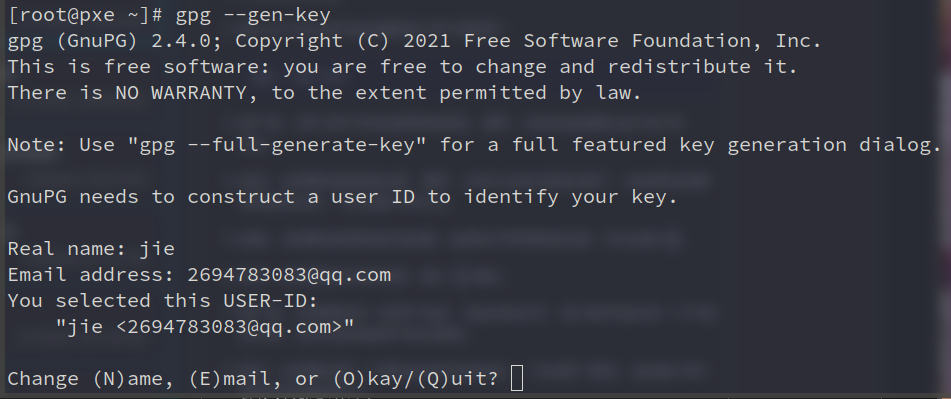 [root@pxe ~]# gpg --gen-key
gpg (GnuPG) 2.4.0; Copyright (C) 2021 Free Software Foundation, Inc.
This is free software: you are free to change and redistribute it.
There is NO WARRANTY, to the extent permitted by law.
Note: Use "gpg --full-generate-key" for a full featured key generation dialog.
GnuPG needs to construct a user ID to identify your key.
Real name: jie
Email address: 2694783083@qq.com
You selected this USER-ID:
"jie <2694783083@qq.com>"
Change (N)ame, (E)mail, or (O)kay/(Q)uit?